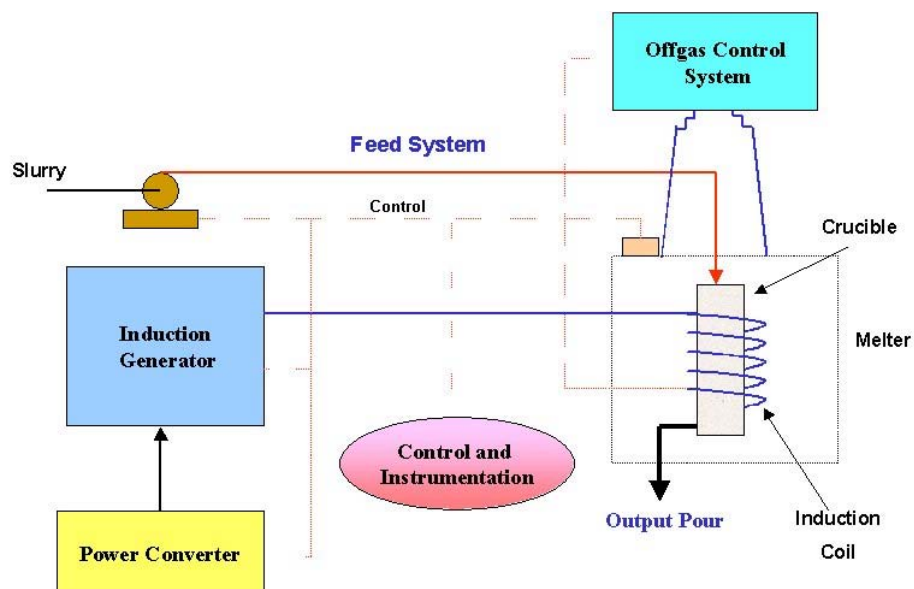 Offgas Control
System
Feed System
Slurry
Control
Crucible
Induction
Generator
Melter
Control and
Instrumentation
Output Pour
Induction
Coil
Power Converter